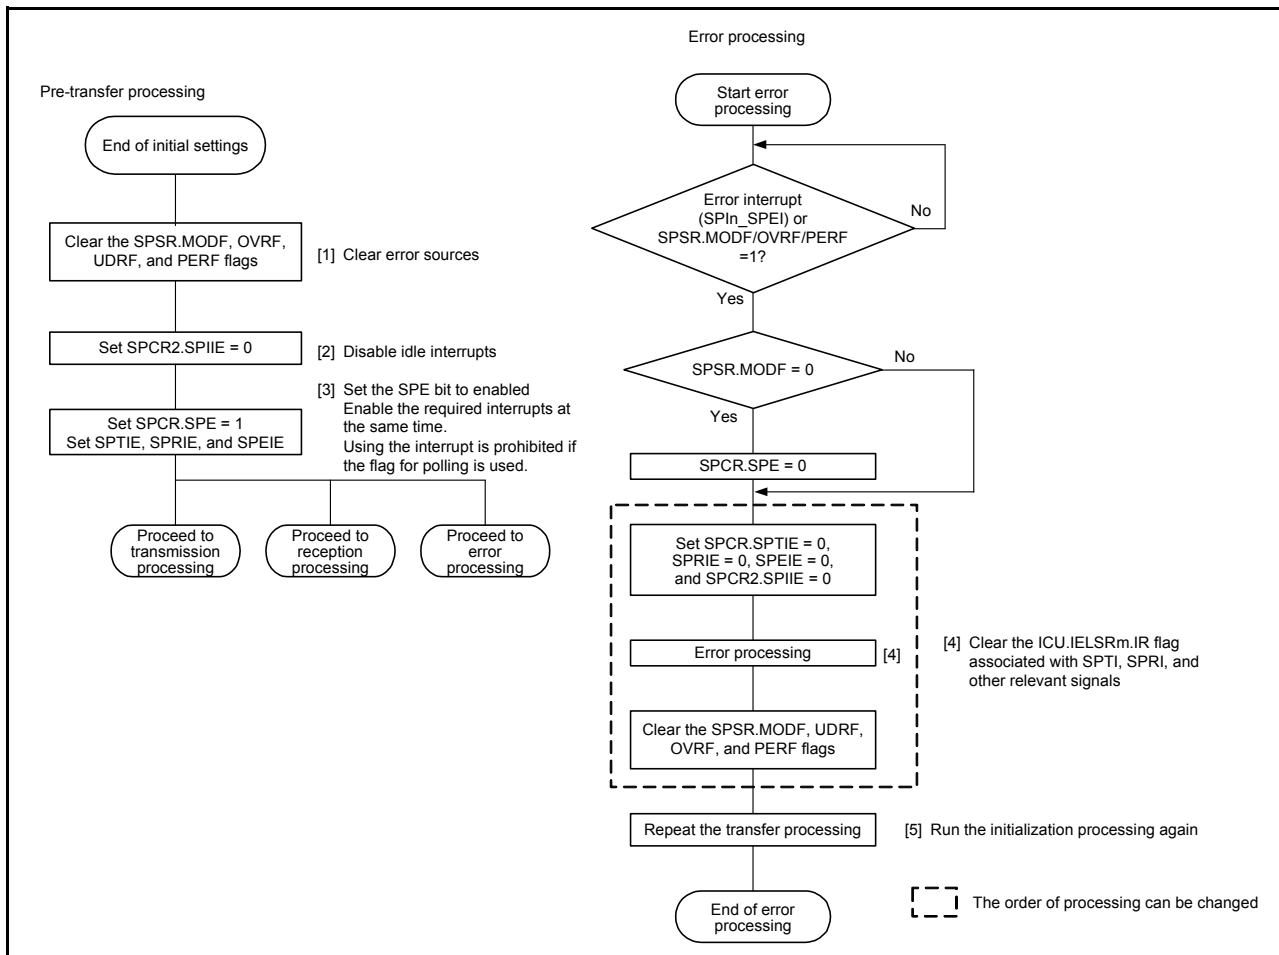 Pre-transfer processing
End of initial settings
Clear the SPSR.MODF, OVRF,
UDRF, and PERF flags
[1] Clear error sources
Set SPCR2.SPIIE = 0
[2] Disable idle interrupts
Set SPCR.SPE = 1
Set SPTIE, SPRIE, and SPEIE
[3] Set the SPE bit to enabled
Enable the required interrupts at
the same time.
Using the interrupt is prohibited if
the flag for polling is used.
Proceed to
transmission
processing
Proceed to
reception
processing
Proceed to
error
processing
Error processing
Start error
processing
Error interrupt
(SPIn_SPEI) or
SPSR.MODF/OVRF/PERF
=1?
No
Yes
SPSR.MODF = 0
No
Yes
SPCR.SPE = 0
Set SPCR.SPTIE = 0,
SPRIE = 0, SPEIE = 0,
and SPCR2.SPIIE = 0
Error processing
[4]
[4] Clear the ICU.IELSRm.IR flag
associated with SPTI, SPRI, and
other relevant signals
Clear the SPSR.MODF, UDRF,
OVRF, and PERF flags
Repeat the transfer processing
[5] Run the initialization processing again
End of error
processing
The order of processing can be changed